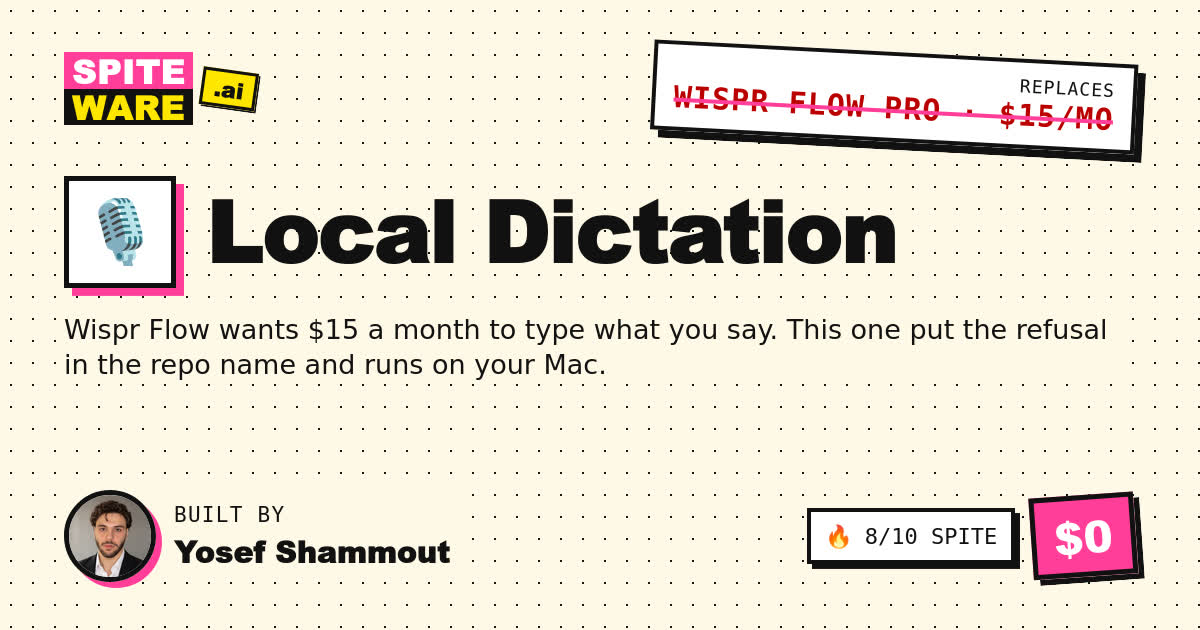 SPITE
WARE
.ai
REPLACES
WISPR FLOW PRO · $15/MO
Local Dictation
Wispr Flow wants $15 a month to type what you say. This one put the refusal
in the repo name and runs on your Mac.
BUILT BY
Yosef Shammout
🔥 8/10 SPITE
$0